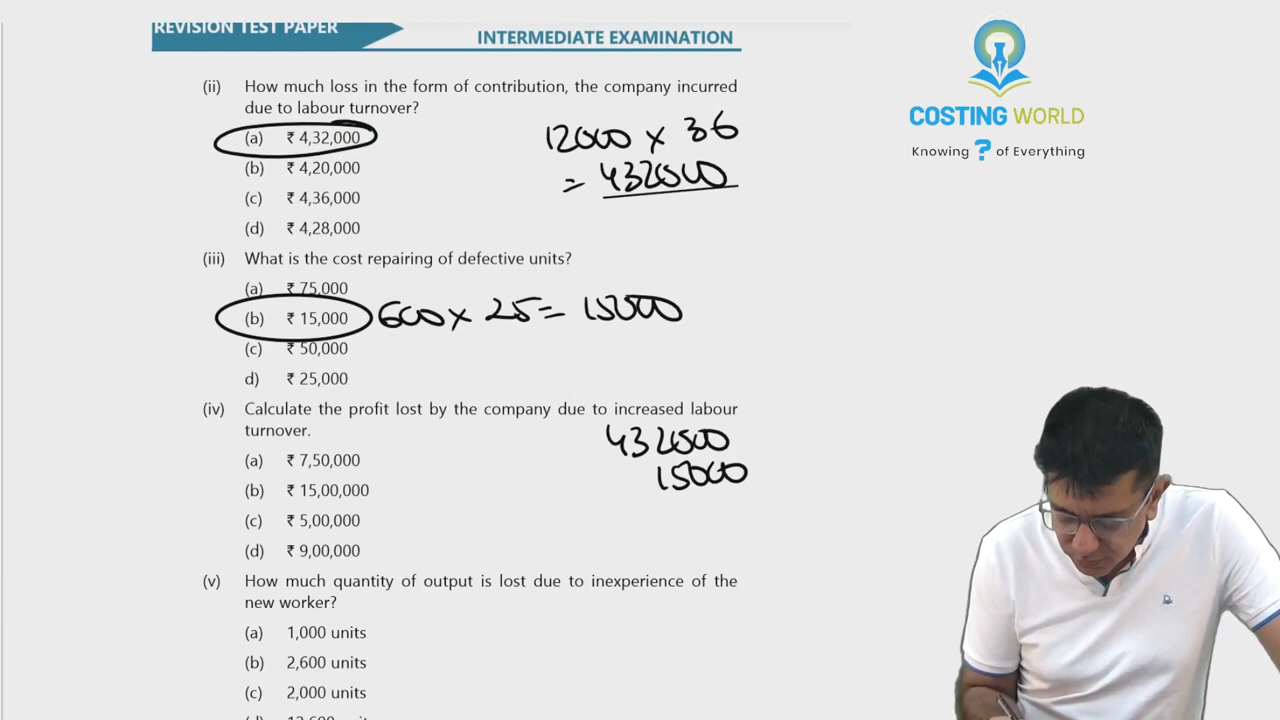 REVISION TEST PAPER
INTERMEDIATE EXAMINATION
COSTING WORLD
Knowing ? of Everything
(ii) How much loss in the form of contribution, the company incurred
due to labour turnover?
(a) ₹ 4,32,000
(b) ₹ 4,20,000
(c) ₹ 4,36,000
(d) ₹ 4,28,000
12000 x 36
= 432000
(iii) What is the cost repairing of defective units?
(a) ₹ 75,000
(b) ₹ 15,000 600 x 25 = 15000
(c) ₹ 50,000
d) ₹ 25,000
(iv) Calculate the profit lost by the company due to increased labour
turnover.
432000
15000
(a) ₹ 7,50,000
(b) ₹ 15,00,000
(c) ₹ 5,00,000
(d) ₹ 9,00,000
(v) How much quantity of output is lost due to inexperience of the
new worker?
(a) 1,000 units
(b) 2,600 units
(c) 2,000 units